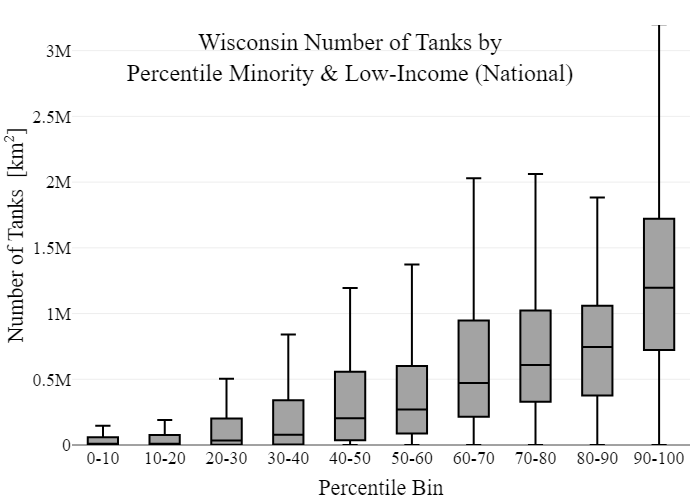 Wisconsin Number of Tanks by
Percentile Minority & Low-Income (National)
Number of Tanks [km²]
3M
2.5M
2M
1.5M
1M
0.5M
0
0-10 10-20 20-30 30-40 40-50 50-60 60-70 70-80 80-90 90-100
Percentile Bin